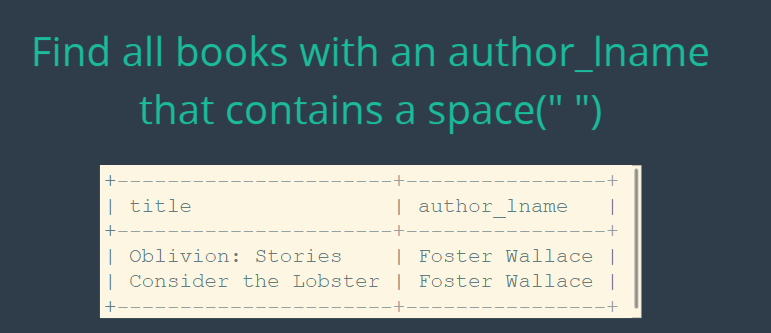 Find all books with an author_lname
that contains a space(" ")
+----------------------+----------------+
| title                | author_lname   |
+----------------------+----------------+
| Oblivion: Stories    | Foster Wallace |
| Consider the Lobster | Foster Wallace |
+----------------------+----------------+